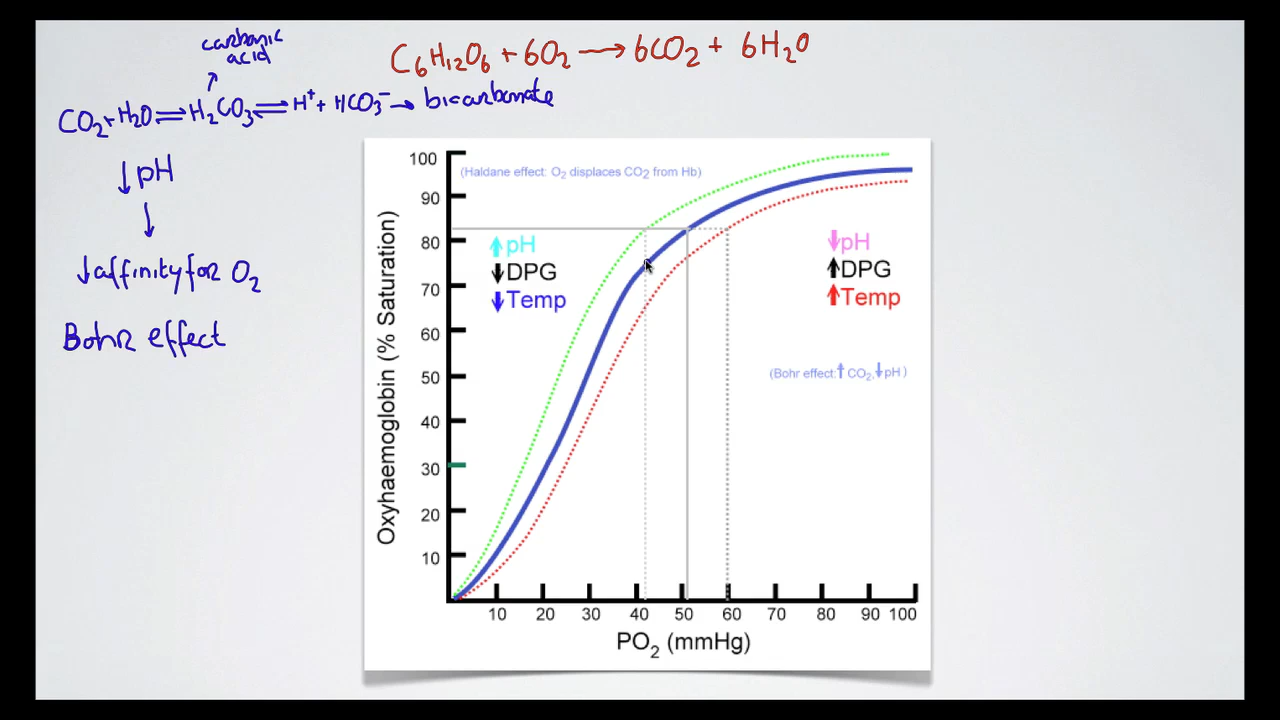 carbonic
acid
C6H12O6 + 6O2 → 6CO2 + 6H2O
CO2 + H2O ⇌ H2CO3 ⇌ H+ + HCO3- → bicarbonate
↓pH
↓
↓affinity for O2
Bohr effect
(Haldane effect: O2 displaces CO2 from Hb)
↑pH
↓DPG
↓Temp
↓pH
↑DPG
↑Temp
(Bohr effect:↑CO2,↓pH)
Oxyhaemoglobin (% Saturation)
100
90
80
70
60
50
40
30
20
10
10 20 30 40 50 60 70 80 90 100
PO2 (mmHg)